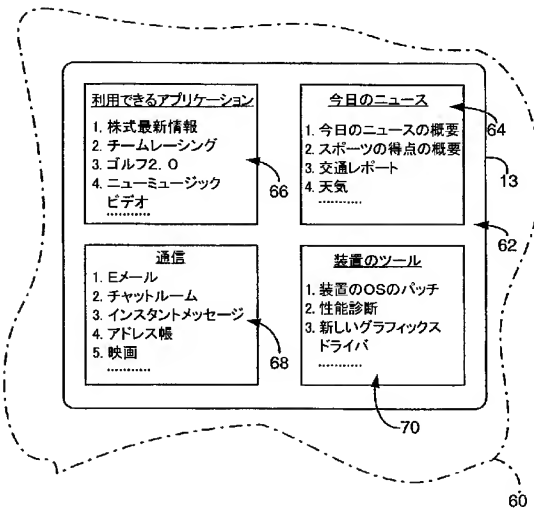 利用できるアプリケーション
1. 株式最新情報
2. チームレーシング
3. ゴルフ2.0
4. ニューミュージック
ビデオ
............
66
今日のニュース
1. 今日のニュースの概要
2. スポーツの得点の概要
3. 交通レポート
4. 天気
............
64
13
62
通信
1. Eメール
2. チャットルーム
3. インスタントメッセージ
4. アドレス帳
5. 映画
............
68
装置のツール
1. 装置のOSのパッチ
2. 性能診断
3. 新しいグラフィックス
ドライバ
............
70
60